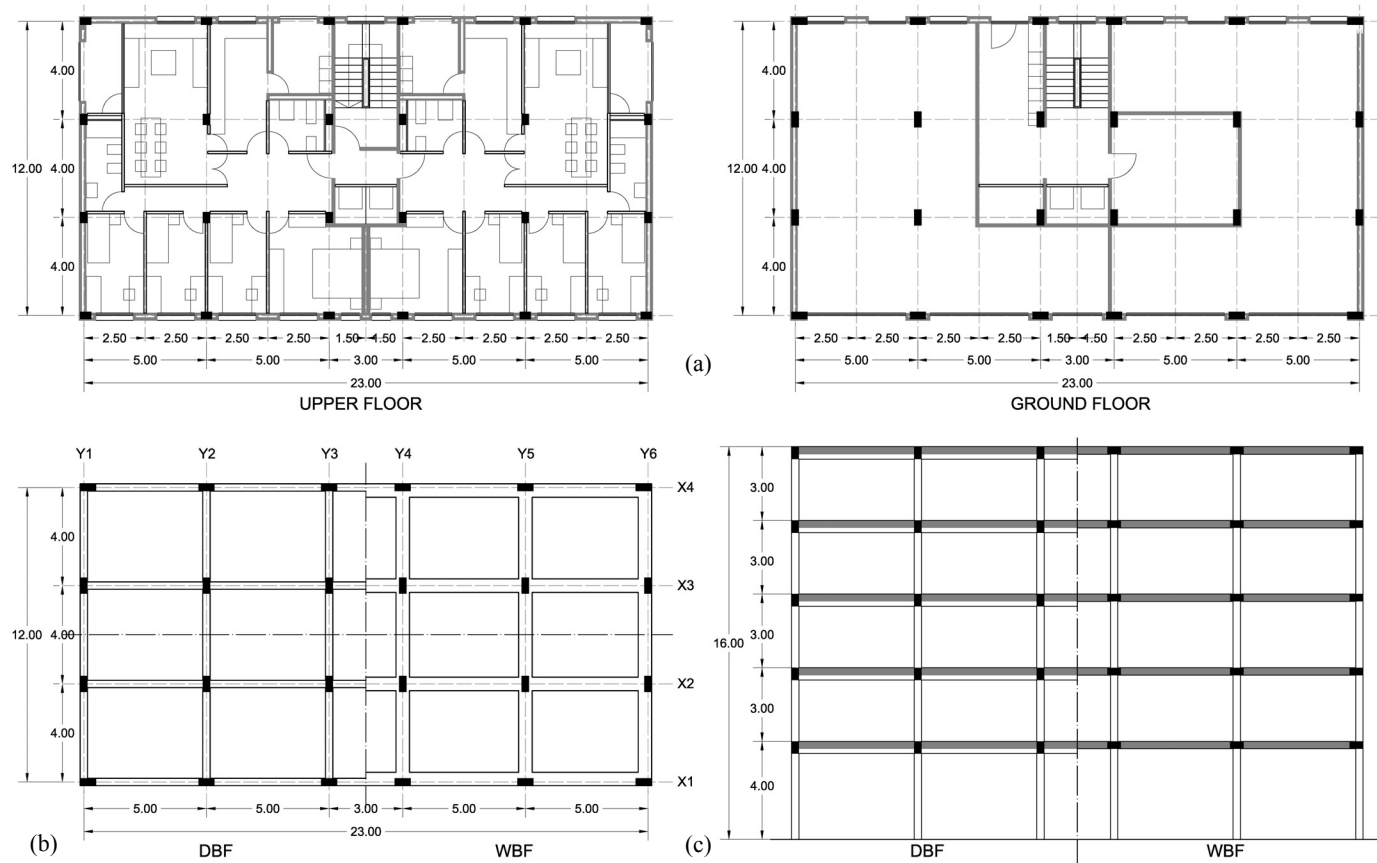 4.00
12.00 4.00
4.00
2.50 2.50 2.50 2.50 1.50 1.50 2.50 2.50 2.50 2.50
5.00 5.00 3.00 5.00 5.00
23.00
UPPER FLOOR
(a)
4.00
12.00 4.00
4.00
2.50 2.50 2.50 2.50 1.50 1.50 2.50 2.50 2.50 2.50
5.00 5.00 3.00 5.00 5.00
23.00
GROUND FLOOR
Y1 Y2 Y3 Y4 Y5 Y6
X4
4.00
X3
12.00 4.00
X2
4.00
X1
5.00 5.00 3.00 5.00 5.00
23.00
(b) DBF WBF
3.00
3.00
16.00 3.00
3.00
4.00
(c) DBF WBF